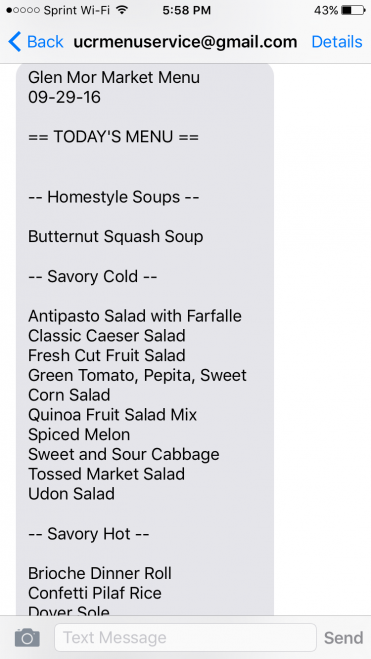 Sprint Wi-Fi 5:58 PM 43%
Back ucrmenuservice@gmail.com Details
Glen Mor Market Menu
09-29-16
== TODAY'S MENU ==
-- Homestyle Soups --
Butternut Squash Soup
-- Savory Cold --
Antipasto Salad with Farfalle
Classic Caeser Salad
Fresh Cut Fruit Salad
Green Tomato, Pepita, Sweet
Corn Salad
Quinoa Fruit Salad Mix
Spiced Melon
Sweet and Sour Cabbage
Tossed Market Salad
Udon Salad
-- Savory Hot --
Brioche Dinner Roll
Confetti Pilaf Rice
Dover Sole
Text Message Send